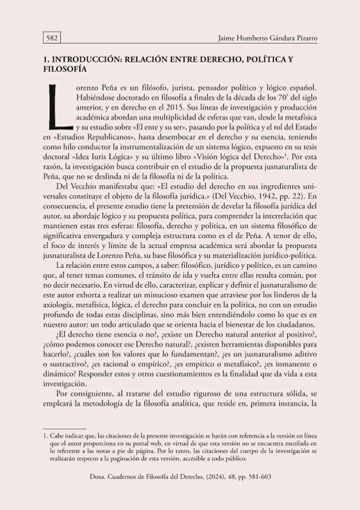 582
Jaime Humberto Gándara Pizarro
1. INTRODUCCIÓN: RELACIÓN ENTRE DERECHO, POLÍTICA Y
FILOSOFÍA
Lorenzo Peña es un filósofo, jurista, pensador político y lógico español.
Habiéndose doctorado en filosofía a finales de la década de los 70’ del siglo
anterior, y en derecho en el 2015. Sus líneas de investigación y producción
académica abordan una multiplicidad de esferas que van, desde la metafísica
y su estudio sobre «El ente y su ser», pasando por la política y el rol del Estado
en «Estudios Republicanos», hasta desembocar en el derecho y su esencia, teniendo
como hilo conductor la instrumentalización de un sistema lógico, expuesto en su tesis
doctoral «Idea Iuris Logica» y su último libro «Visión lógica del Derecho»¹. Por esta
razón, la investigación busca contribuir en el estudio de la propuesta jusnaturalista de
Peña, que no se deslinda ni de la filosofía ni de la política.
Del Vecchio manifestaba que: «El estudio del derecho en sus ingredientes uni-
versales constituye el objeto de la filosofía jurídica.» (Del Vecchio, 1942, pp. 22). En
consecuencia, el presente estudio tiene la pretensión de develar la filosofía jurídica del
autor, su abordaje lógico y su propuesta política, para comprender la interrelación que
mantienen estas tres esferas: filosofía, derecho y política, en un sistema filosófico de
significativa envergadura y compleja estructura como es el de Peña. A tenor de ello,
el foco de interés y límite de la actual empresa académica será abordar la propuesta
jusnaturalista de Lorenzo Peña, su base filosófica y su materialización jurídico-política.
La relación entre estos campos, a saber: filosófico, jurídico y político, es un camino
que, al tener temas comunes, el tránsito de ida y vuelta entre ellas resulta común, por
no decir necesario. En virtud de ello, caracterizar, explicar y definir el jusnaturalismo de
este autor exhorta a realizar un minucioso examen que atraviese por los linderos de la
axiología, metafísica, lógica, el derecho para concluir en la política, no con un estudio
profundo de todas estas disciplinas, sino más bien entendiéndolo como lo que es en
nuestro autor: un todo articulado que se orienta hacia el bienestar de los ciudadanos.
¿El derecho tiene esencia o no?, ¿existe un Derecho natural anterior al positivo?,
¿cómo podemos conocer ese Derecho natural?, ¿existen herramientas disponibles para
hacerlo?, ¿cuáles son los valores que lo fundamentan?, ¿es un jusnaturalismo aditivo
o sustractivo?, ¿es racional o empírico?, ¿es empírico o metafísico?, ¿es inmanente o
dinámico? Responder estos y otros cuestionamientos es la finalidad que da vida a esta
investigación.
Por consiguiente, al tratarse del estudio riguroso de una estructura sólida, se
empleará la metodología de la filosofía analítica, que reside en, primera instancia, la
1. Cabe indicar que, las citaciones de la presente investigación se harán con referencia a la versión en línea
que el autor proporciona en su portal web, en virtud de que esta versión no se encuentra mutilada en
lo referente a las notas a pie de página. Por lo tanto, las citaciones del cuerpo de la investigación se
realizarán respecto a la paginación de esta versión, accesible a todo público.
Doxa. Cuadernos de Filosofía del Derecho, (2024), 48, pp. 581-603